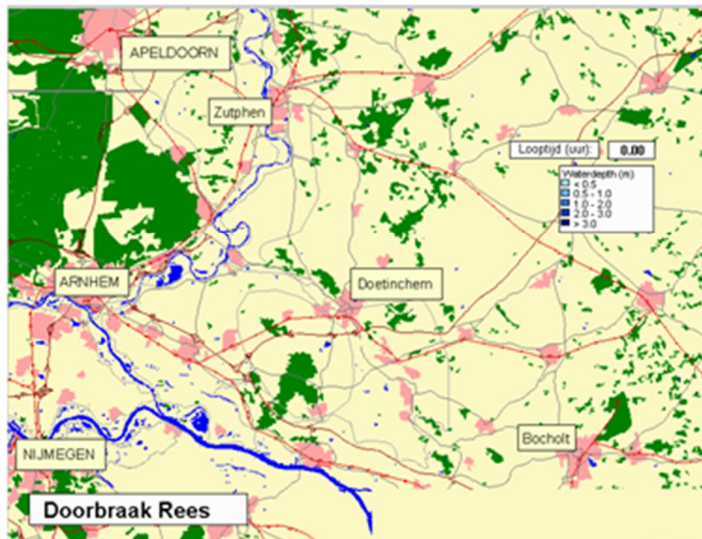 APELDOORN
Zutphen
Looptijd (uur): 0.00
Waterdepth (m)
< 0.5
0.5 - 1.0
1.0 - 2.0
2.0 - 3.0
> 3.0
ARNHEM
Doetinchem
Bocholt
NIJMEGEN
Doorbraak Rees